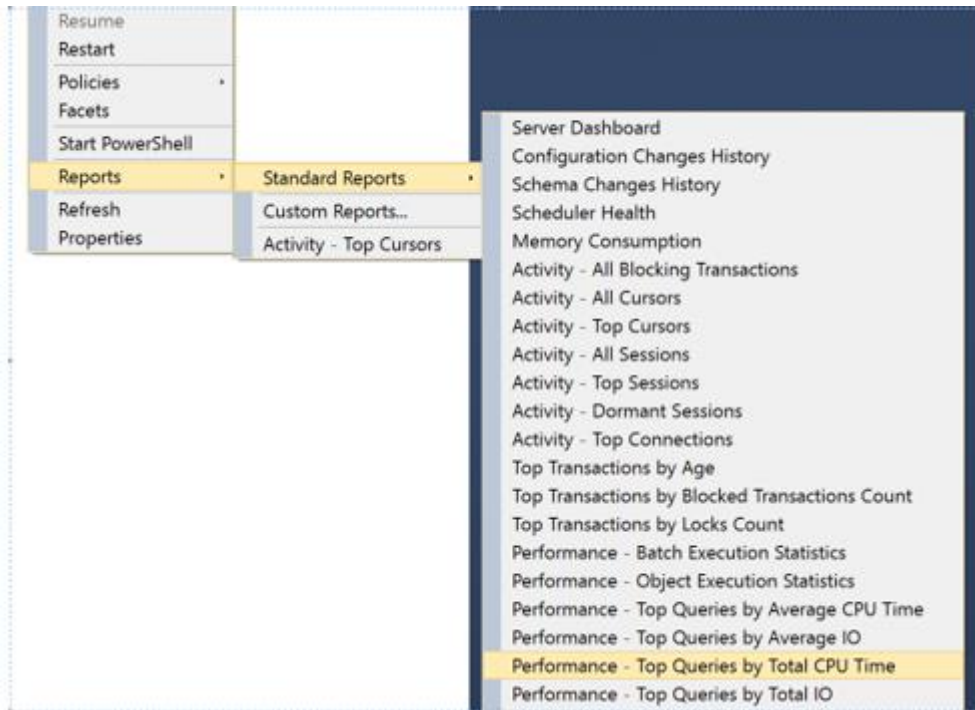 Resume
Restart
Policies
Facets
Start PowerShell
Reports
Refresh
Properties
Standard Reports
Custom Reports...
Activity - Top Cursors
Server Dashboard
Configuration Changes History
Schema Changes History
Scheduler Health
Memory Consumption
Activity - All Blocking Transactions
Activity - All Cursors
Activity - Top Cursors
Activity - All Sessions
Activity - Top Sessions
Activity - Dormant Sessions
Activity - Top Connections
Top Transactions by Age
Top Transactions by Blocked Transactions Count
Top Transactions by Locks Count
Performance - Batch Execution Statistics
Performance - Object Execution Statistics
Performance - Top Queries by Average CPU Time
Performance - Top Queries by Average IO
Performance - Top Queries by Total CPU Time
Performance - Top Queries by Total IO